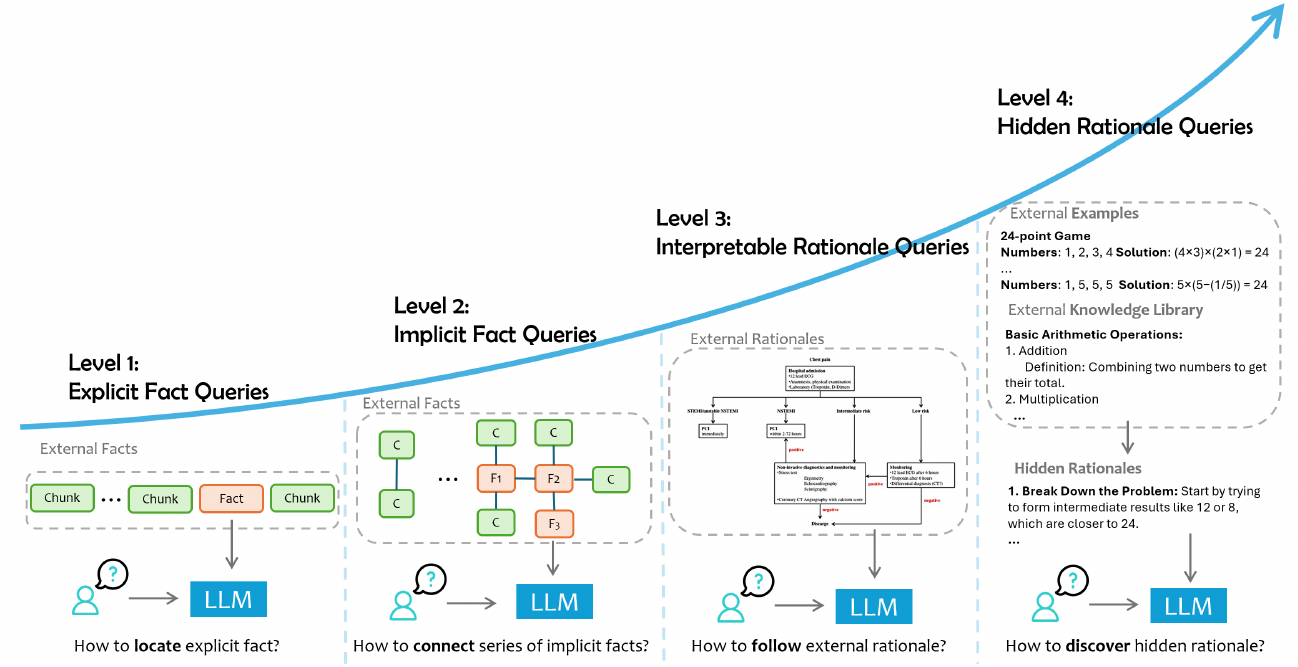 Level 1:
Explicit Fact Queries
External Facts
Chunk ... Chunk Fact Chunk
?
LLM
How to locate explicit fact?
Level 2:
Implicit Fact Queries
External Facts
C
C
...
C C
F1 F2 C
C F3
?
LLM
How to connect series of implicit facts?
Level 3:
Interpretable Rationale Queries
External Rationales
Chest pain
Hospital admission
•12 lead ECG
•Anamnesis, physical examination
•Laboratory (Troponin, D-Dimer)
STEMI/unstable NSTEMI NSTEMI Intermediate risk Low risk
PCI
immediately
PCI
within 2-72 hours
positive
Non-invasive diagnostics and monitoring
•Stress test
Ergometry
Echocardiography
Scintigraphy
•Coronary CT Angiography with calcium score
positive
Monitoring
•12 lead ECG after 6 hours
•Troponin after 6 hours
•Differential diagnosis (CT?)
negative
negative
Discarge
?
LLM
How to follow external rationale?
Level 4:
Hidden Rationale Queries
External Examples
24-point Game
Numbers: 1, 2, 3, 4 Solution: (4×3)×(2×1) = 24
...
Numbers: 1, 5, 5, 5 Solution: 5×(5−(1/5)) = 24
External Knowledge Library
Basic Arithmetic Operations:
1. Addition
Definition: Combining two numbers to get
their total.
2. Multiplication
...
Hidden Rationales
1. Break Down the Problem: Start by trying
to form intermediate results like 12 or 8,
which are closer to 24.
...
?
LLM
How to discover hidden rationale?